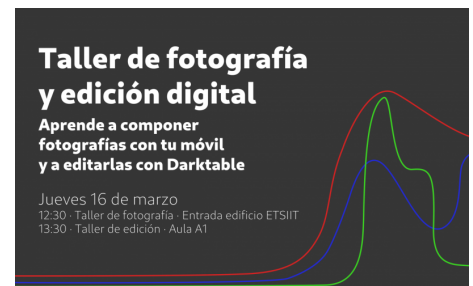 Taller de fotografía
y edición digital
Aprende a componer
fotografías con tu móvil
y a editarlas con Darktable
Jueves 16 de marzo
12:30 · Taller de fotografía · Entrada edificio ETSIIT
13:30 · Taller de edición · Aula A1